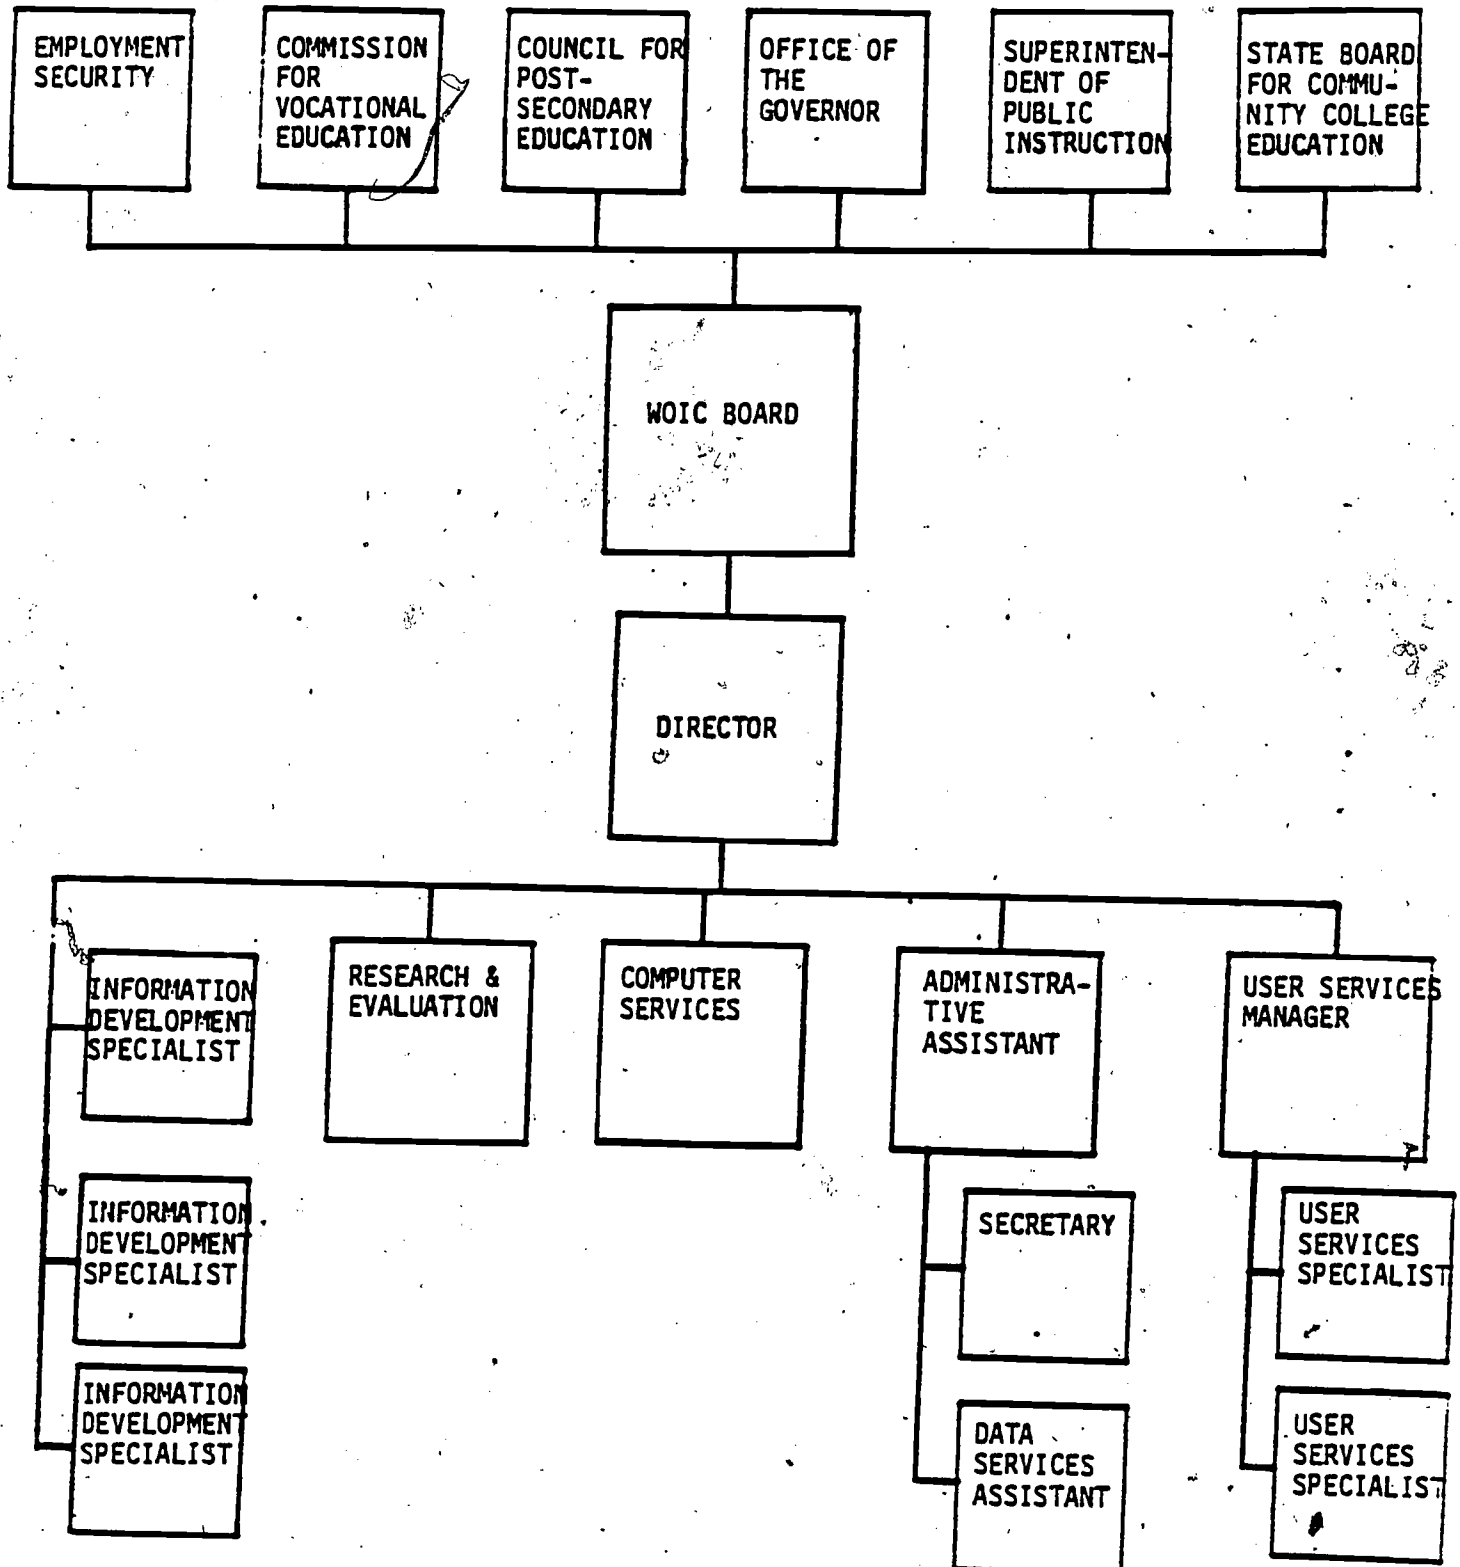 EMPLOYMENT
SECURITY
COMMISSION
FOR
VOCATIONAL
EDUCATION
COUNCIL FOR
POST-
SECONDARY
EDUCATION
OFFICE OF
THE
GOVERNOR
SUPERINTEN-
DENT OF
PUBLIC
INSTRUCTION
STATE BOARD
FOR COMMU-
NITY COLLEGE
EDUCATION
WOIC BOARD
DIRECTOR
INFORMATION
DEVELOPMENT
SPECIALIST
RESEARCH &
EVALUATION
COMPUTER
SERVICES
ADMINISTRA-
TIVE
ASSISTANT
USER SERVICES
MANAGER
INFORMATION
DEVELOPMENT
SPECIALIST
SECRETARY
USER
SERVICES
SPECIALIST
INFORMATION
DEVELOPMENT
SPECIALIST
DATA
SERVICES
ASSISTANT
USER
SERVICES
SPECIALIST